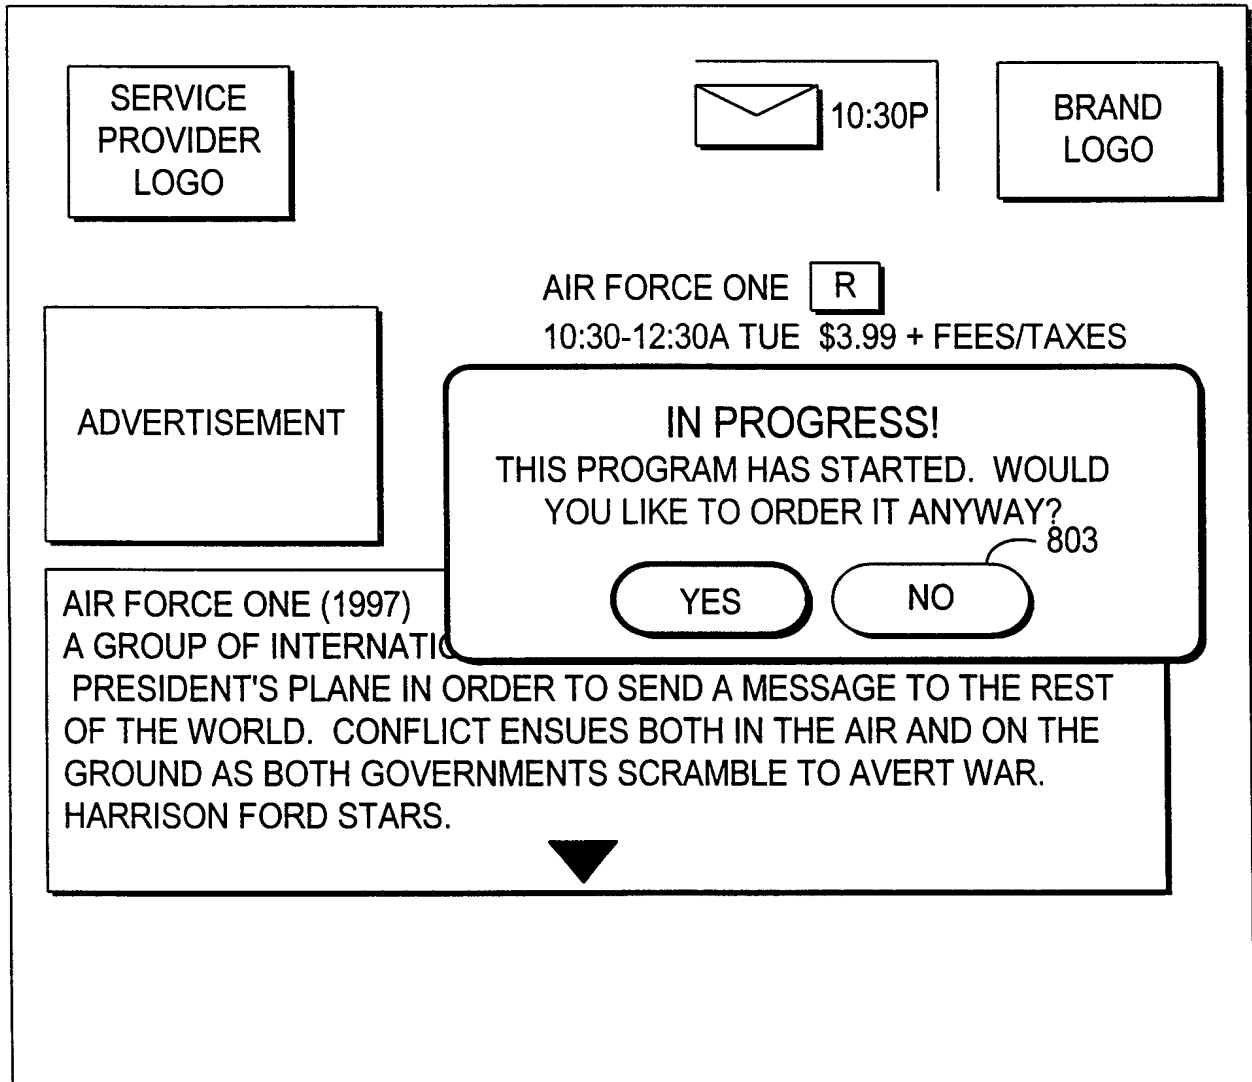 SERVICE
PROVIDER
LOGO
10:30P
BRAND
LOGO
AIR FORCE ONE R
10:30-12:30A TUE $3.99 + FEES/TAXES
ADVERTISEMENT
IN PROGRESS!
THIS PROGRAM HAS STARTED. WOULD
YOU LIKE TO ORDER IT ANYWAY?
803
YES
NO
AIR FORCE ONE (1997)
A GROUP OF INTERNATIO
PRESIDENT'S PLANE IN ORDER TO SEND A MESSAGE TO THE REST
OF THE WORLD. CONFLICT ENSUES BOTH IN THE AIR AND ON THE
GROUND AS BOTH GOVERNMENTS SCRAMBLE TO AVERT WAR.
HARRISON FORD STARS.